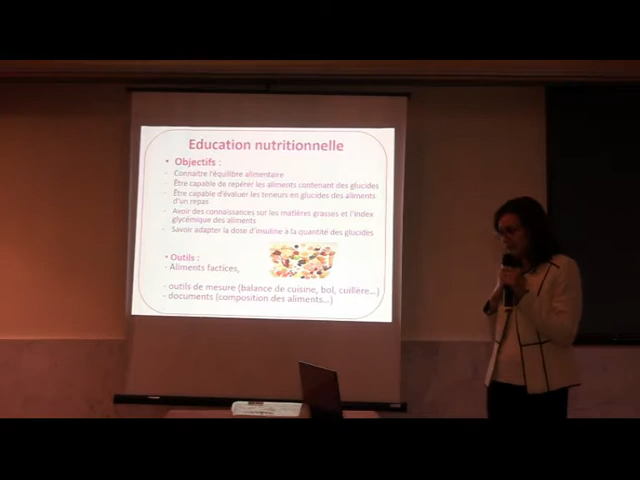 Education nutritionnelle
• Objectifs :
- Connaitre l'équilibre alimentaire
- Être capable de repérer les aliments contenant des glucides
- Être capable d'évaluer les teneurs en glucides des aliments
d'un repas
- Avoir des connaissances sur les matières grasses et l'index
glycémique des aliments
- Savoir adapter la dose d'insuline à la quantité des glucides
• Outils :
- Aliments factices,
- outils de mesure (balance de cuisine, bol, cuillère...)
- documents (composition des aliments...)